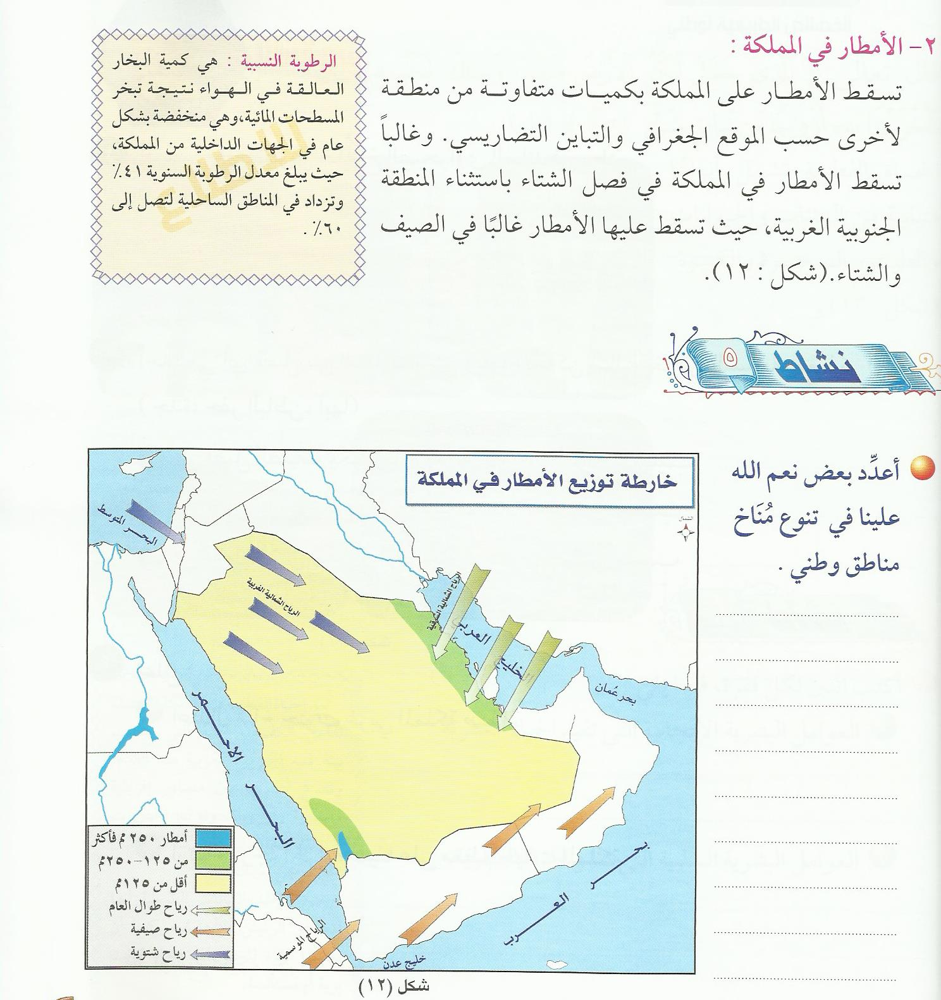 ٢- الأمطار في المملكة :
تسقط الأمطار على المملكة بكميات متفاوتة من منطقة
لأخرى حسب الموقع الجغرافي والتباين التضاريسي. وغالباً
تسقط الأمطار في المملكة في فصل الشتاء باستثناء المنطقة
الجنوبية الغربية، حيث تسقط عليها الأمطار غالبًا في الصيف
والشتاء.(شكل : ١٢).
الرطوبة النسبية : هي كمية البخار
العالقة في الهواء نتيجة تبخر
المسطحات المائية،وهي منخفضة بشكل
عام في الجهات الداخلية من المملكة،
حيث يبلغ معدل الرطوبة السنوية ٤١٪
وتزداد في المناطق الساحلية لتصل إلى
٦٠٪ .
نشاط ٥
أعدِّد بعض نعم الله
علينا في تنوع مُنَاخ
مناطق وطني .
خارطة توزيع الأمطار في المملكة
الشمال
البحر المتوسط
الرياح الشمالية الغربية
الرياح الشمالية الشرقية
الخليج العربي
بحر عُمان
البحر الأحمر
بحر العرب
الرياح الموسمية
خليج عدن
أمطار ٢٥٠ مم فأكثر
من ١٢٥-٢٥٠مم
أقل من ١٢٥مم
رياح طوال العام
رياح صيفية
رياح شتوية
شكل (١٢)